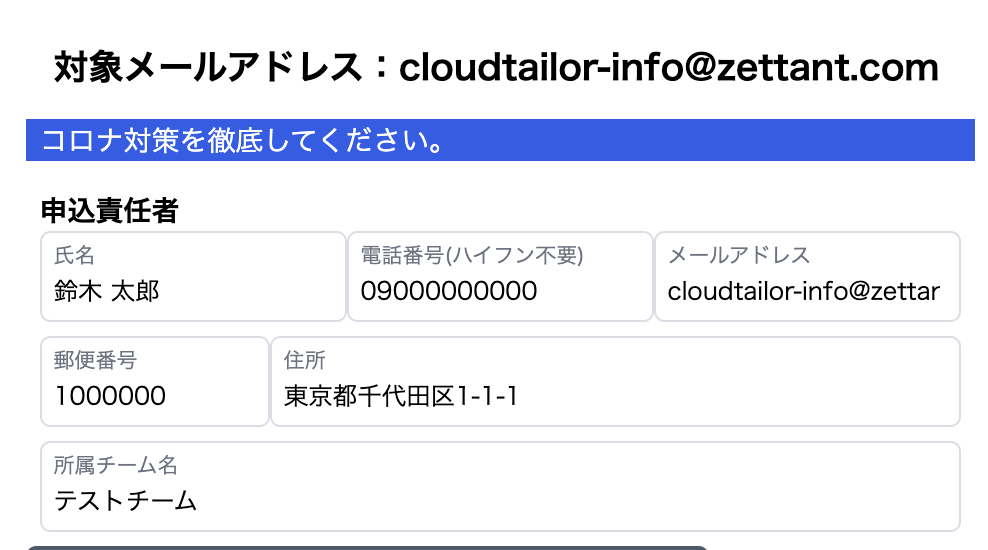 対象メールアドレス：cloudtailor-info@zettant.com
コロナ対策を徹底してください。
申込責任者
氏名 電話番号(ハイフン不要) メールアドレス
鈴木 太郎 09000000000 cloudtailor-info@zettar
郵便番号 住所
1000000 東京都千代田区1-1-1
所属チーム名
テストチーム